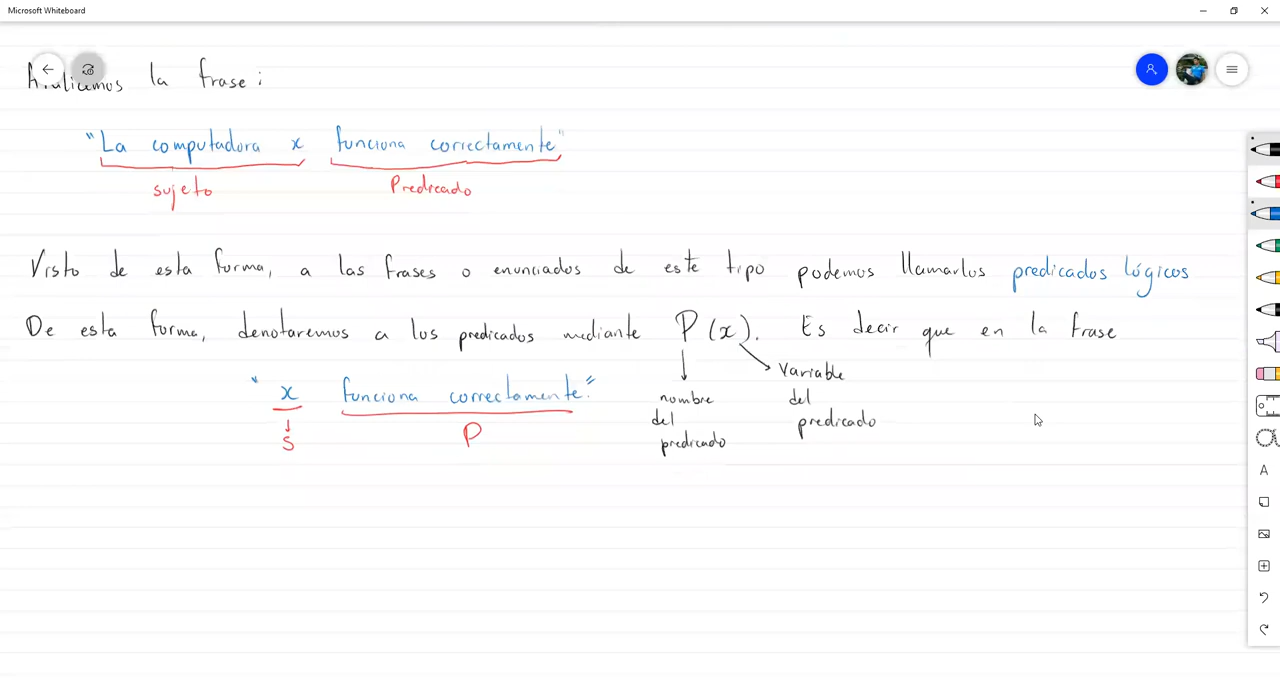 Microsoft Whiteboard
la frase:
"La computadora x funciona correctamente"
sujeto Predicado
Visto de esta forma, a las frases o enunciados de este tipo podemos llamarlos predicados lógicos
De esta forma, denotaremos a los predicados mediante P(x). Es decir que en la frase
"x funciona correctamente."
S P
nombre del predicado
Variable del predicado
A